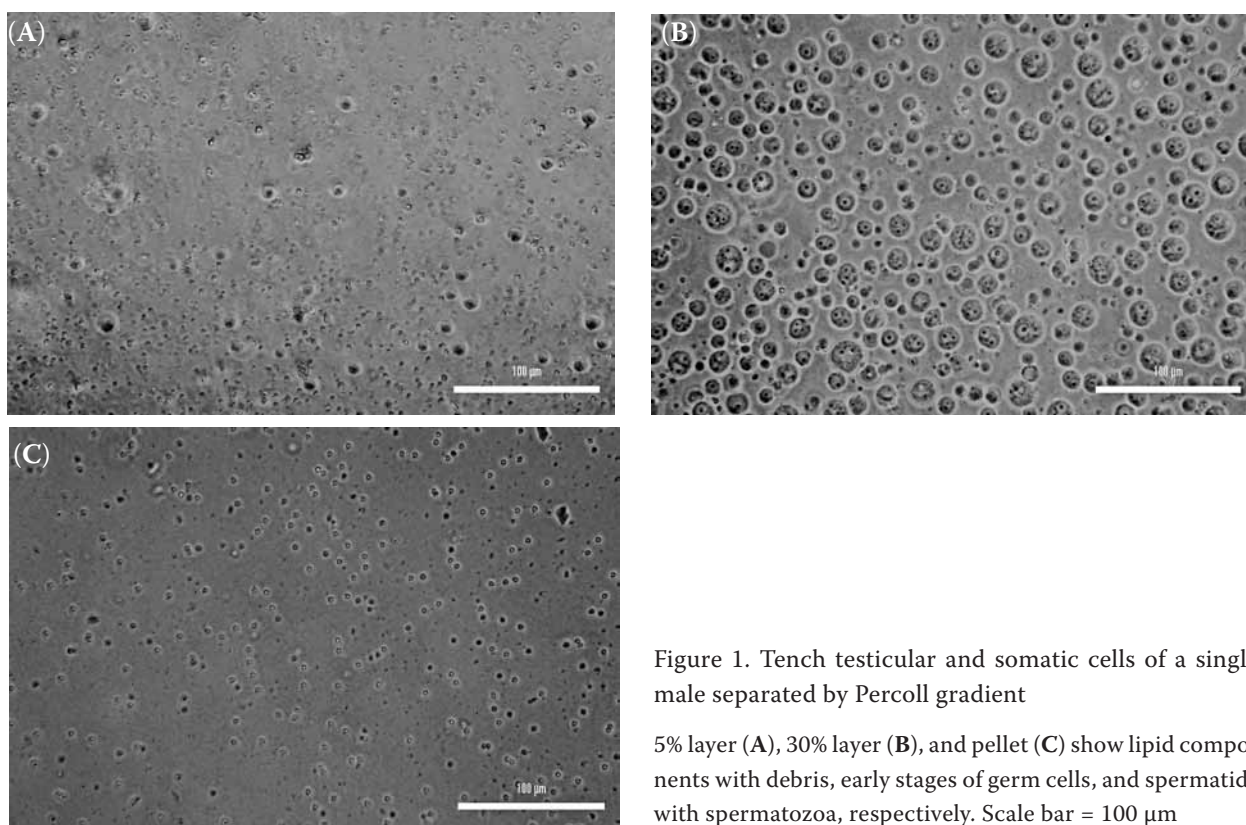 (A)
100 µm
(B)
100 µm
(C)
100 µm
Figure 1. Tench testicular and somatic cells of a singl
male separated by Percoll gradient
5% layer (A), 30% layer (B), and pellet (C) show lipid compo-
nents with debris, early stages of germ cells, and spermatid
with spermatozoa, respectively. Scale bar = 100 µm